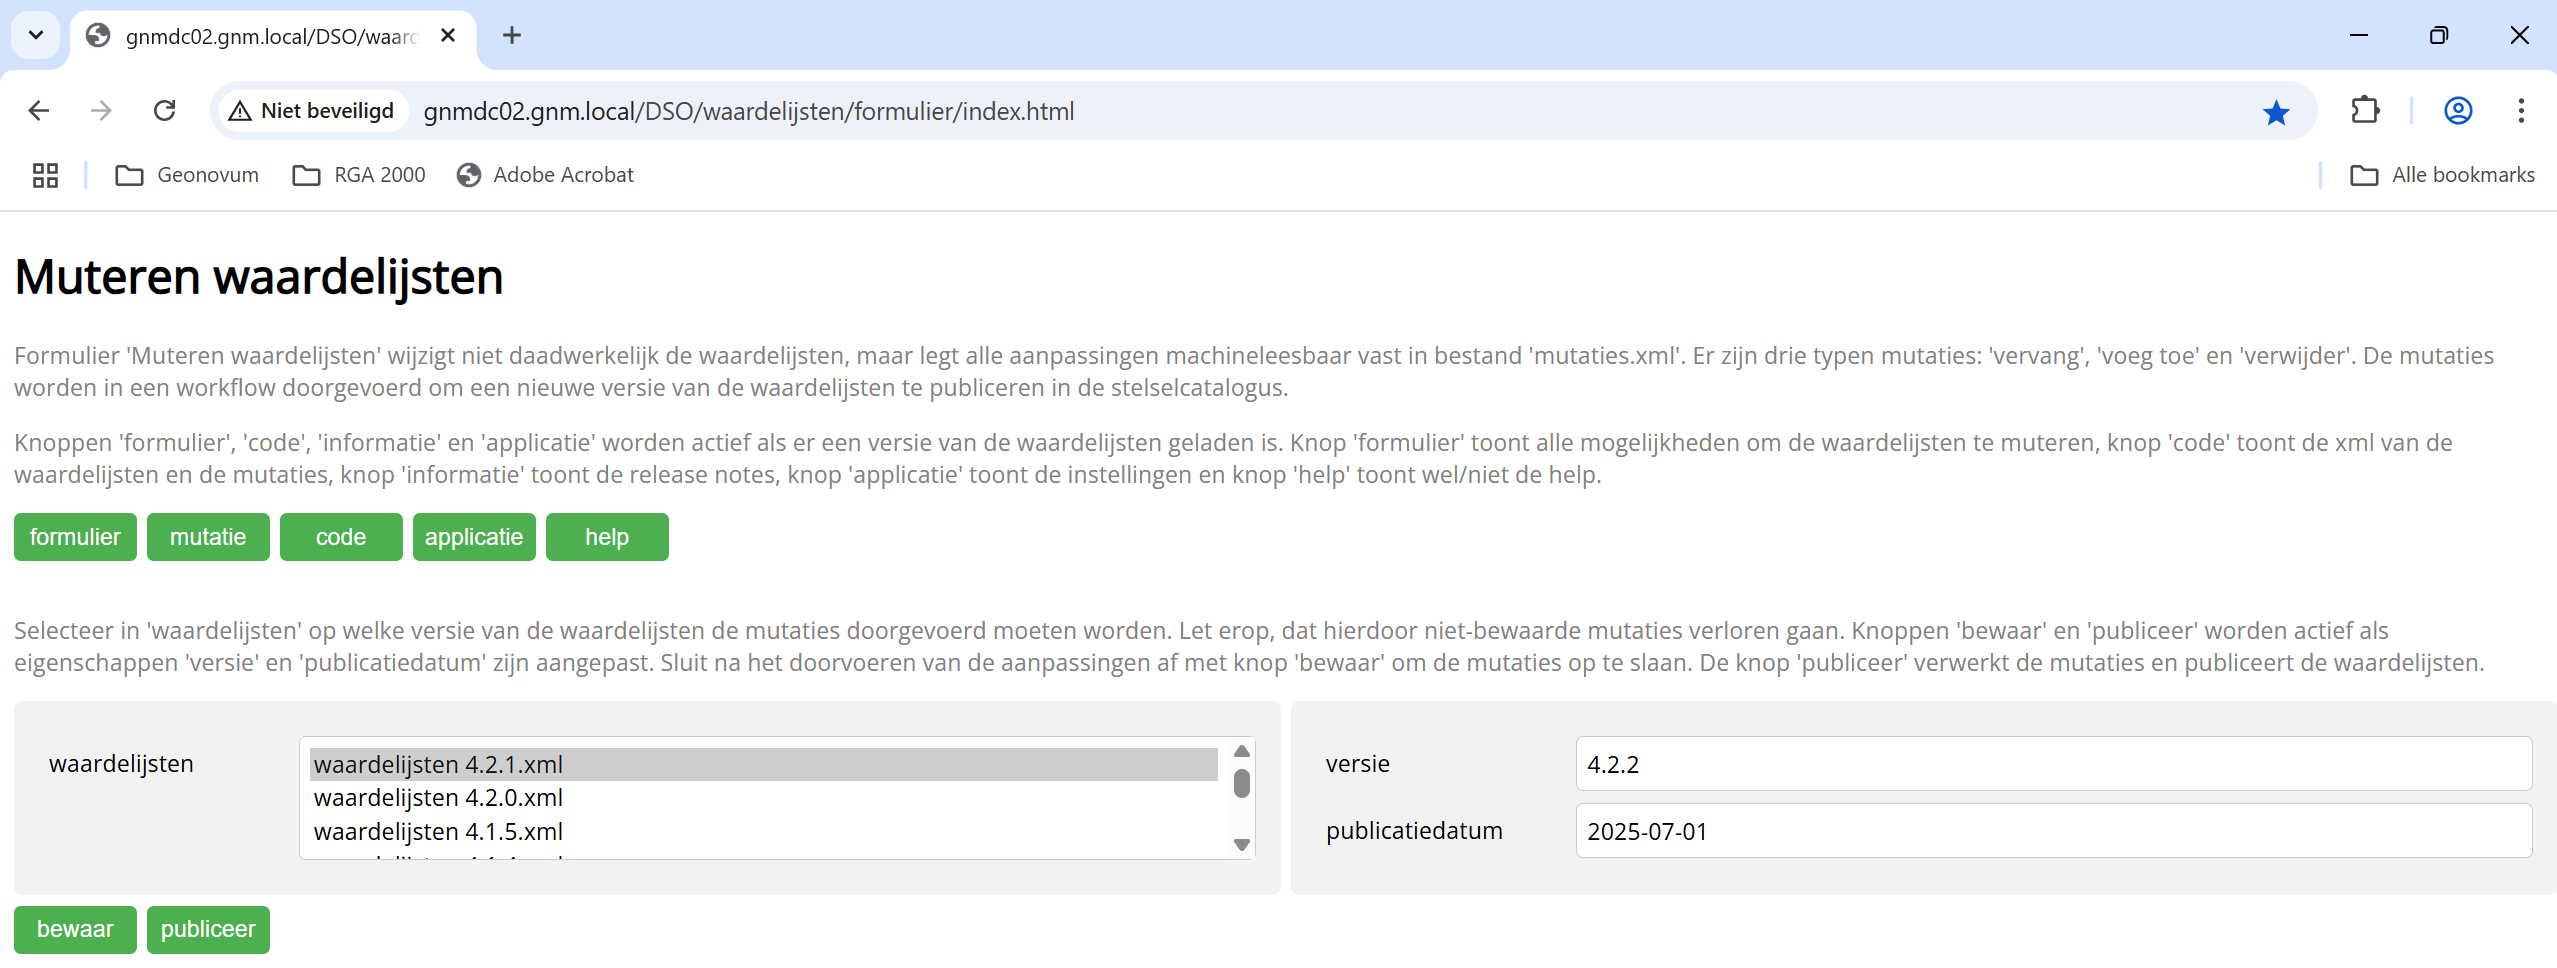 gnmdc02.gnm.local/DSO/waard
Niet beveiligd gnmdc02.gnm.local/DSO/waardelijsten/formulier/index.html
Geonovum RGA 2000 Adobe Acrobat Alle bookmarks
Muteren waardelijsten
Formulier 'Muteren waardelijsten' wijzigt niet daadwerkelijk de waardelijsten, maar legt alle aanpassingen machineleesbaar vast in bestand 'mutaties.xml'. Er zijn drie typen mutaties: 'vervang', 'voeg toe' en 'verwijder'. De mutaties
worden in een workflow doorgevoerd om een nieuwe versie van de waardelijsten te publiceren in de stelselcatalogus.
Knoppen 'formulier', 'code', 'informatie' en 'applicatie' worden actief als er een versie van de waardelijsten geladen is. Knop 'formulier' toont alle mogelijkheden om de waardelijsten te muteren, knop 'code' toont de xml van de
waardelijsten en de mutaties, knop 'informatie' toont de release notes, knop 'applicatie' toont de instellingen en knop 'help' toont wel/niet de help.
formulier mutatie code applicatie help
Selecteer in 'waardelijsten' op welke versie van de waardelijsten de mutaties doorgevoerd moeten worden. Let erop, dat hierdoor niet-bewaarde mutaties verloren gaan. Knoppen 'bewaar' en 'publiceer' worden actief als
eigenschappen 'versie' en 'publicatiedatum' zijn aangepast. Sluit na het doorvoeren van de aanpassingen af met knop 'bewaar' om de mutaties op te slaan. De knop 'publiceer' verwerkt de mutaties en publiceert de waardelijsten.
waardelijsten
waardelijsten 4.2.1.xml
waardelijsten 4.2.0.xml
waardelijsten 4.1.5.xml
versie 4.2.2
publicatiedatum 2025-07-01
bewaar publiceer